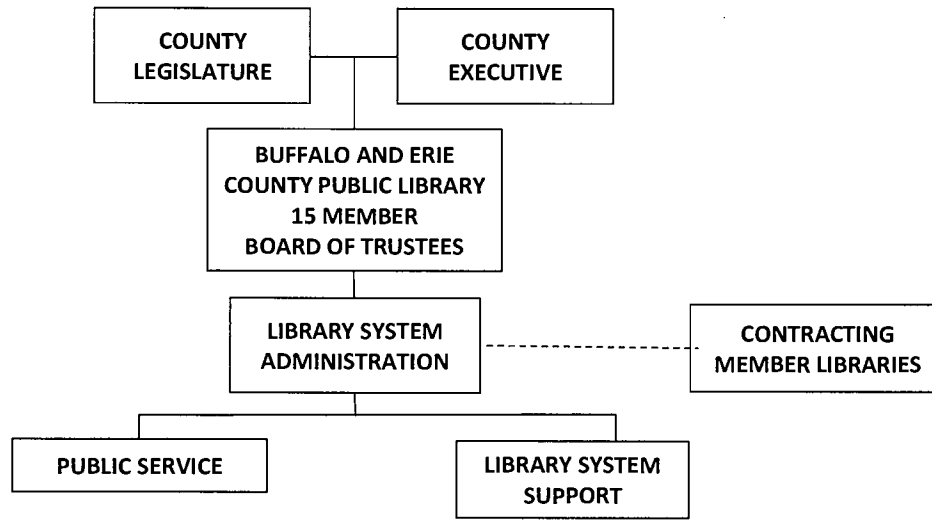 COUNTY
LEGISLATURE
COUNTY
EXECUTIVE
BUFFALO AND ERIE
COUNTY PUBLIC LIBRARY
15 MEMBER
BOARD OF TRUSTEES
LIBRARY SYSTEM
ADMINISTRATION
CONTRACTING
MEMBER LIBRARIES
PUBLIC SERVICE
LIBRARY SYSTEM
SUPPORT